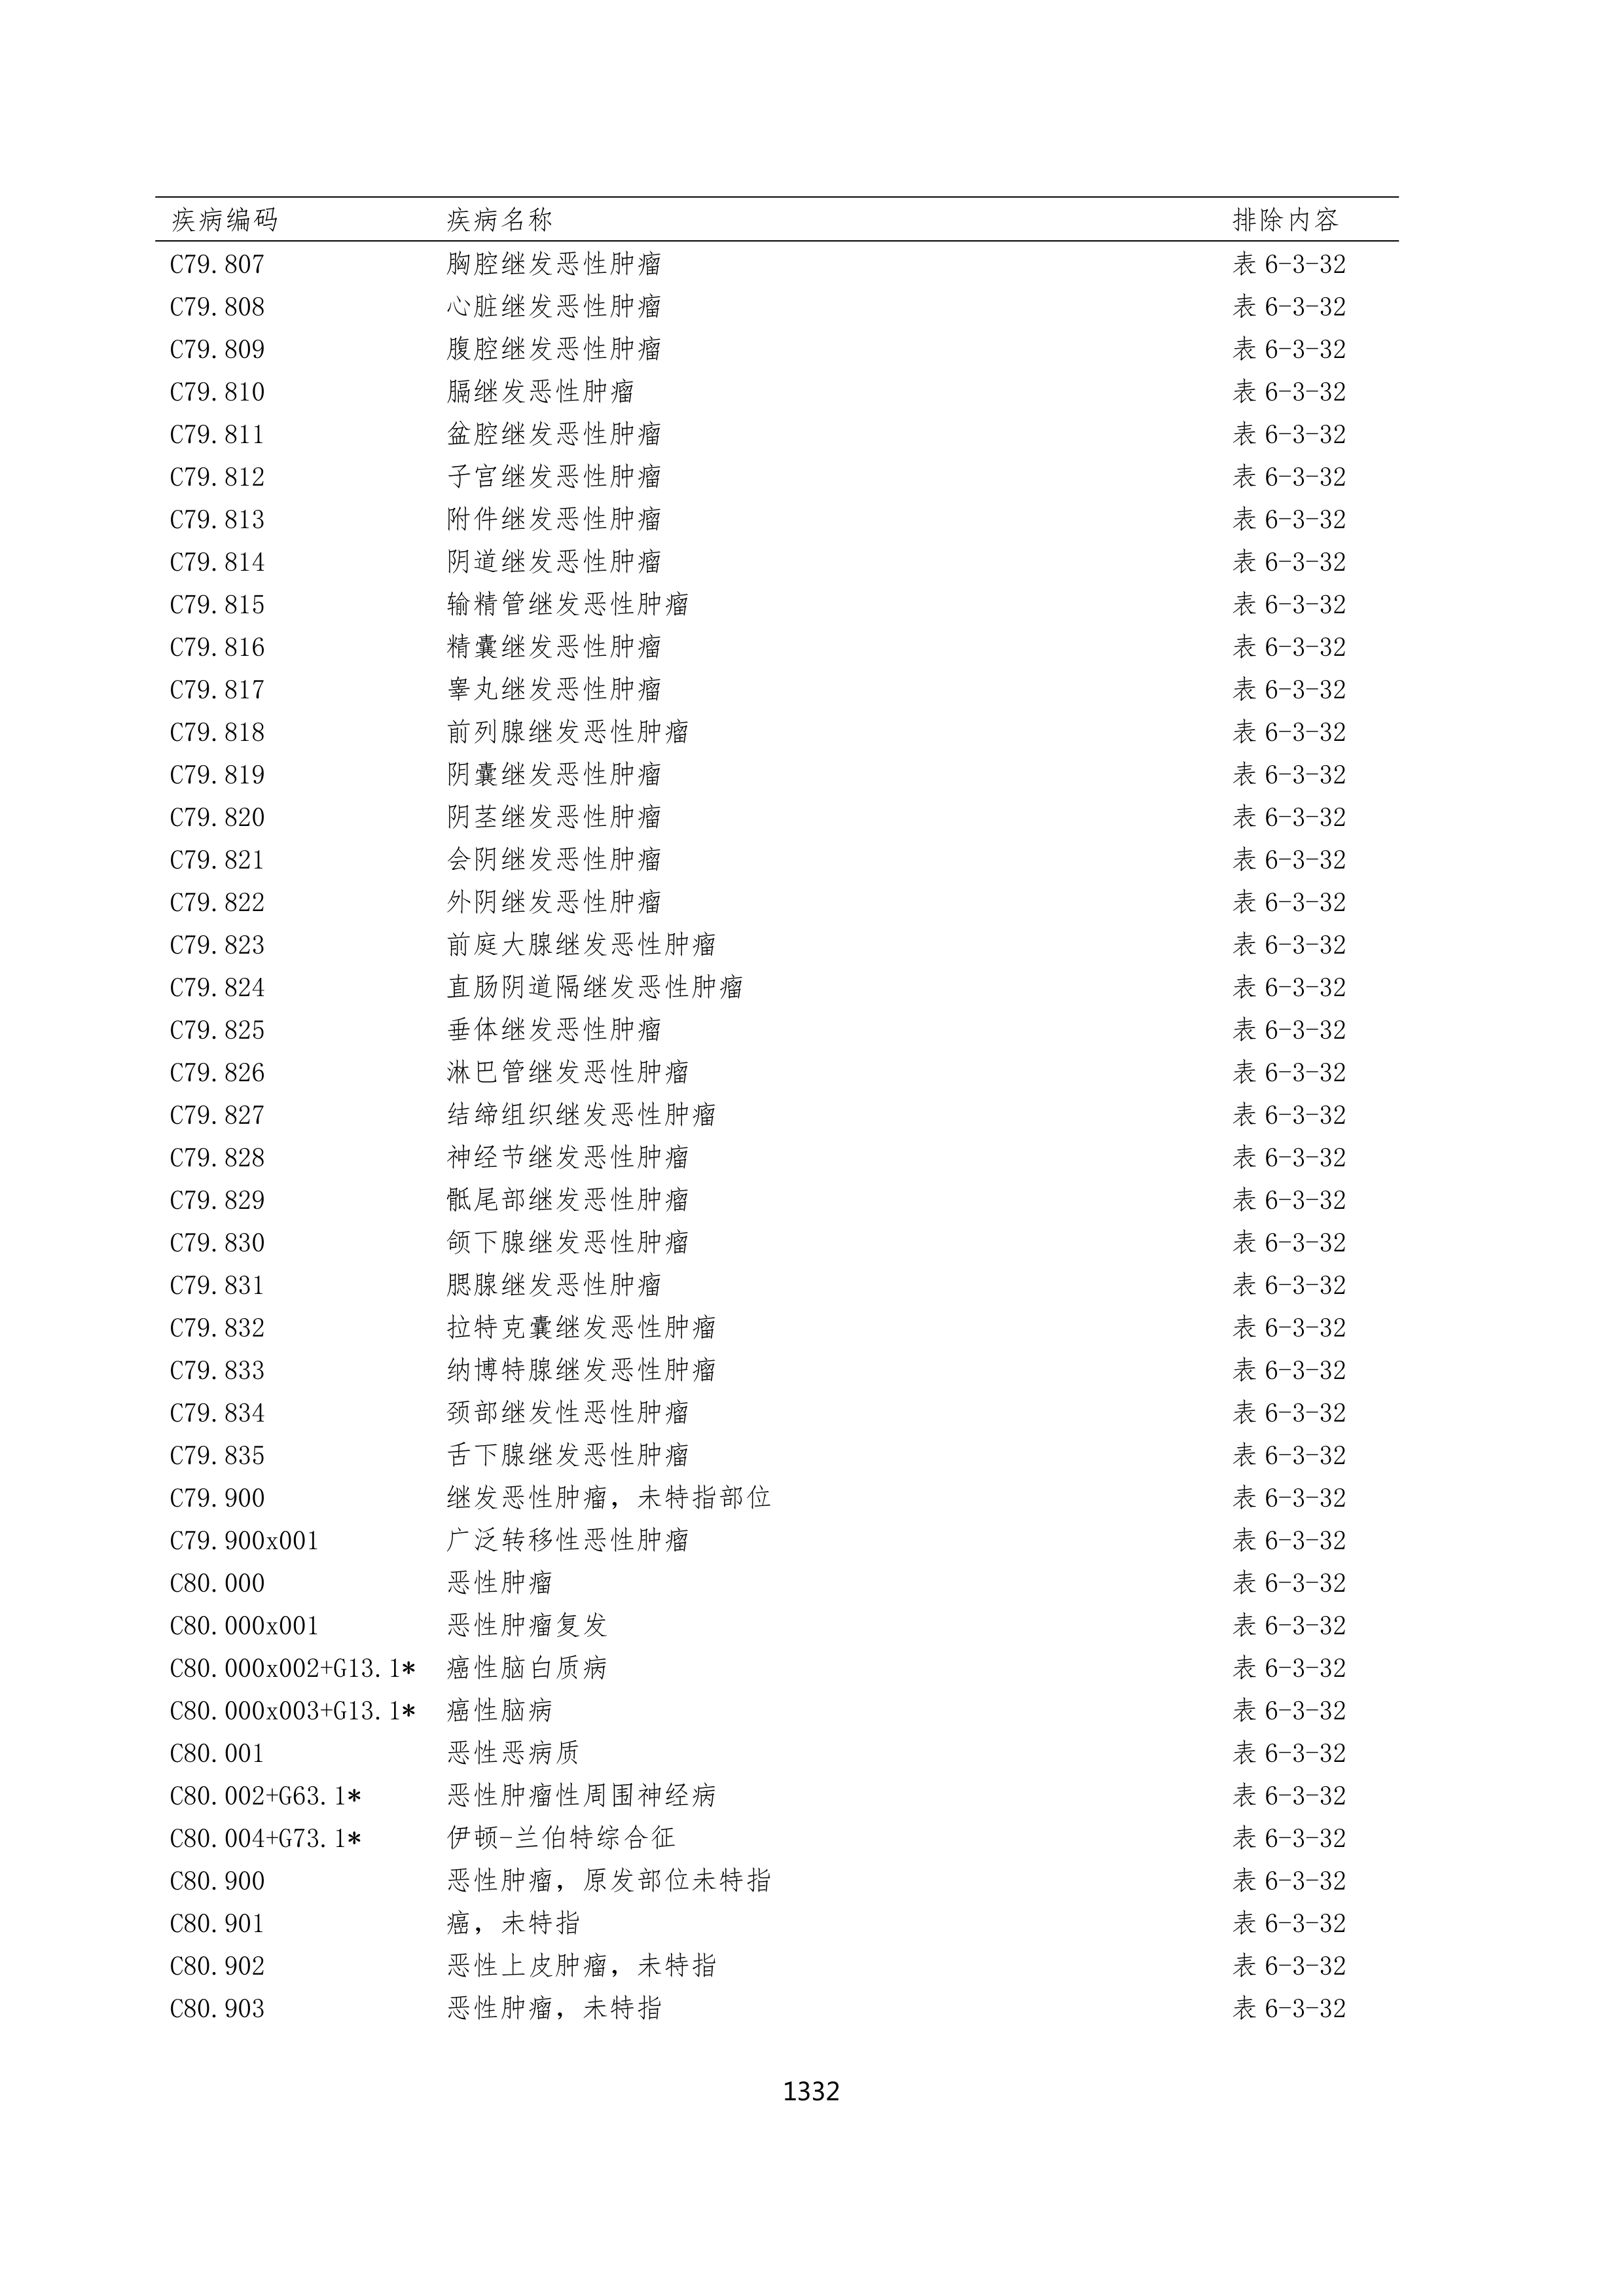 疾病编码 疾病名称 排除内容
C79.807 胸腔继发恶性肿瘤 表 6-3-32
C79.808 心脏继发恶性肿瘤 表 6-3-32
C79.809 腹腔继发恶性肿瘤 表 6-3-32
C79.810 膈继发恶性肿瘤 表 6-3-32
C79.811 盆腔继发恶性肿瘤 表 6-3-32
C79.812 子宫继发恶性肿瘤 表 6-3-32
C79.813 附件继发恶性肿瘤 表 6-3-32
C79.814 阴道继发恶性肿瘤 表 6-3-32
C79.815 输精管继发恶性肿瘤 表 6-3-32
C79.816 精囊继发恶性肿瘤 表 6-3-32
C79.817 睾丸继发恶性肿瘤 表 6-3-32
C79.818 前列腺继发恶性肿瘤 表 6-3-32
C79.819 阴囊继发恶性肿瘤 表 6-3-32
C79.820 阴茎继发恶性肿瘤 表 6-3-32
C79.821 会阴继发恶性肿瘤 表 6-3-32
C79.822 外阴继发恶性肿瘤 表 6-3-32
C79.823 前庭大腺继发恶性肿瘤 表 6-3-32
C79.824 直肠阴道隔继发恶性肿瘤 表 6-3-32
C79.825 垂体继发恶性肿瘤 表 6-3-32
C79.826 淋巴管继发恶性肿瘤 表 6-3-32
C79.827 结缔组织继发恶性肿瘤 表 6-3-32
C79.828 神经节继发恶性肿瘤 表 6-3-32
C79.829 骶尾部继发恶性肿瘤 表 6-3-32
C79.830 颌下腺继发恶性肿瘤 表 6-3-32
C79.831 腮腺继发恶性肿瘤 表 6-3-32
C79.832 拉特克囊继发恶性肿瘤 表 6-3-32
C79.833 纳博特腺继发恶性肿瘤 表 6-3-32
C79.834 颈部继发性恶性肿瘤 表 6-3-32
C79.835 舌下腺继发恶性肿瘤 表 6-3-32
C79.900 继发恶性肿瘤，未特指部位 表 6-3-32
C79.900x001 广泛转移性恶性肿瘤 表 6-3-32
C80.000 恶性肿瘤 表 6-3-32
C80.000x001 恶性肿瘤复发 表 6-3-32
C80.000x002+G13.1* 癌性脑白质病 表 6-3-32
C80.000x003+G13.1* 癌性脑病 表 6-3-32
C80.001 恶性恶病质 表 6-3-32
C80.002+G63.1* 恶性肿瘤性周围神经病 表 6-3-32
C80.004+G73.1* 伊顿-兰伯特综合征 表 6-3-32
C80.900 恶性肿瘤，原发部位未特指 表 6-3-32
C80.901 癌，未特指 表 6-3-32
C80.902 恶性上皮肿瘤，未特指 表 6-3-32
C80.903 恶性肿瘤，未特指 表 6-3-32
1332